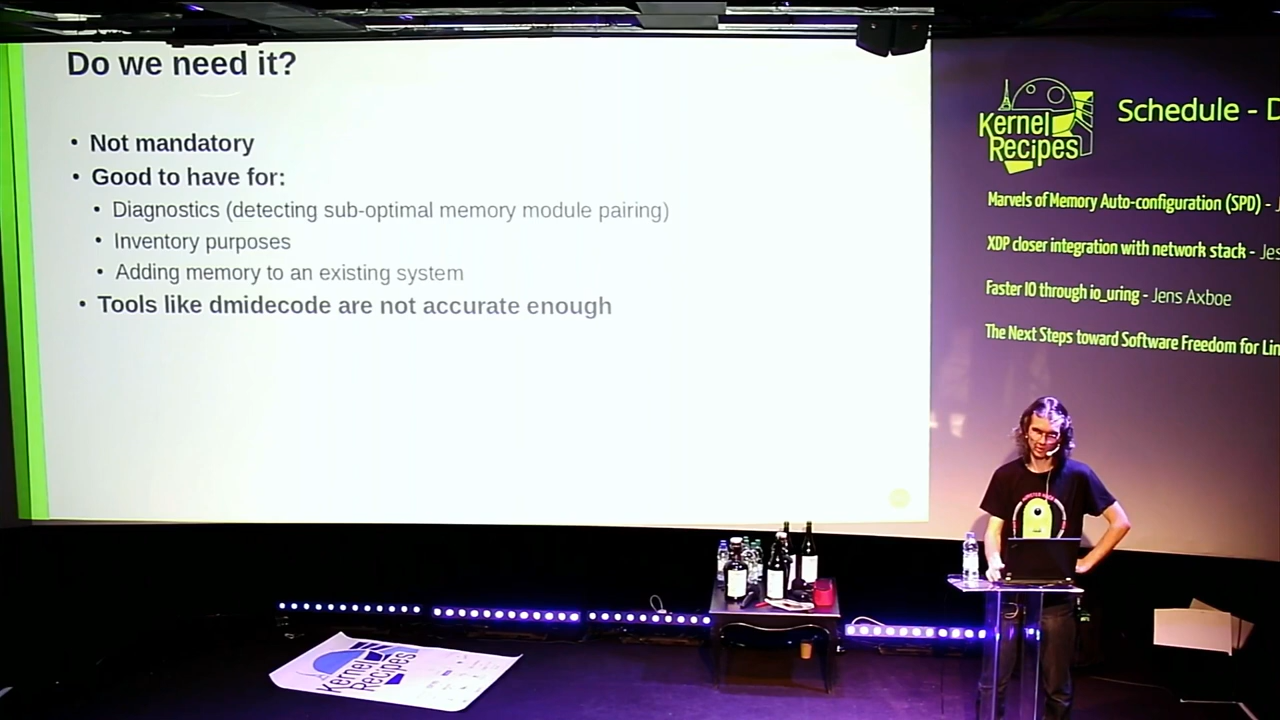 Do we need it?
• Not mandatory
• Good to have for:
• Diagnostics (detecting sub-optimal memory module pairing)
• Inventory purposes
• Adding memory to an existing system
• Tools like dmidecode are not accurate enough
Kernel
Recipes
Schedule - D
Marvels of Memory Auto-configuration (SPD) -
XDP closer integration with network stack - Jes
Faster IO through io_uring - Jens Axboe
The Next Steps toward Software Freedom for Lin
Kernel
Recipes